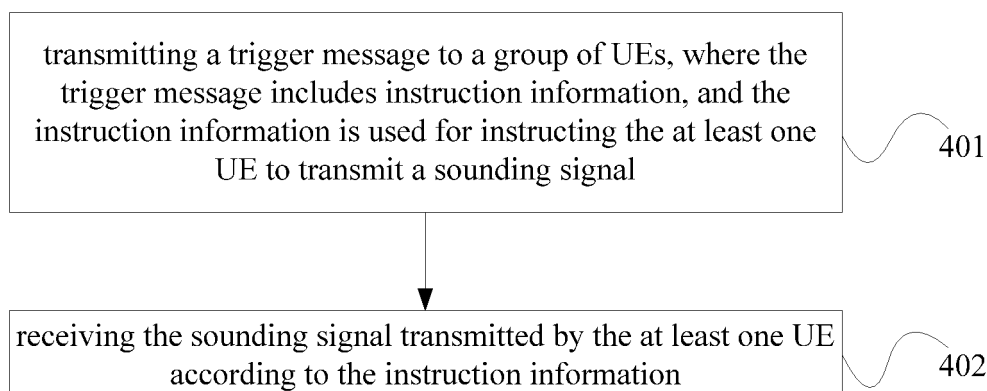 transmitting a trigger message to a group of UEs, where the
trigger message includes instruction information, and the
instruction information is used for instructing the at least one
UE to transmit a sounding signal
401
receiving the sounding signal transmitted by the at least one UE
according to the instruction information
402